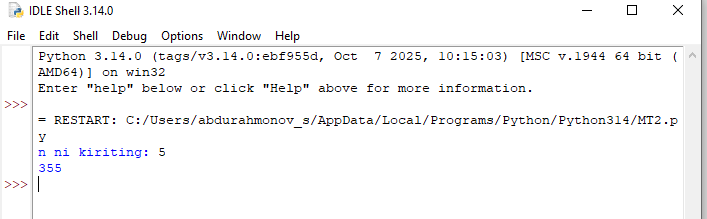 IDLE Shell 3.14.0
File Edit Shell Debug Options Window Help
Python 3.14.0 (tags/v3.14.0:ebf955d, Oct  7 2025, 10:15:03) [MSC v.1944 64 bit (
AMD64)] on win32
Enter "help" below or click "Help" above for more information.
>>>
= RESTART: C:/Users/abdurahmonov_s/AppData/Local/Programs/Python/Python314/MT2.p
y
n ni kiriting: 5
355
>>>